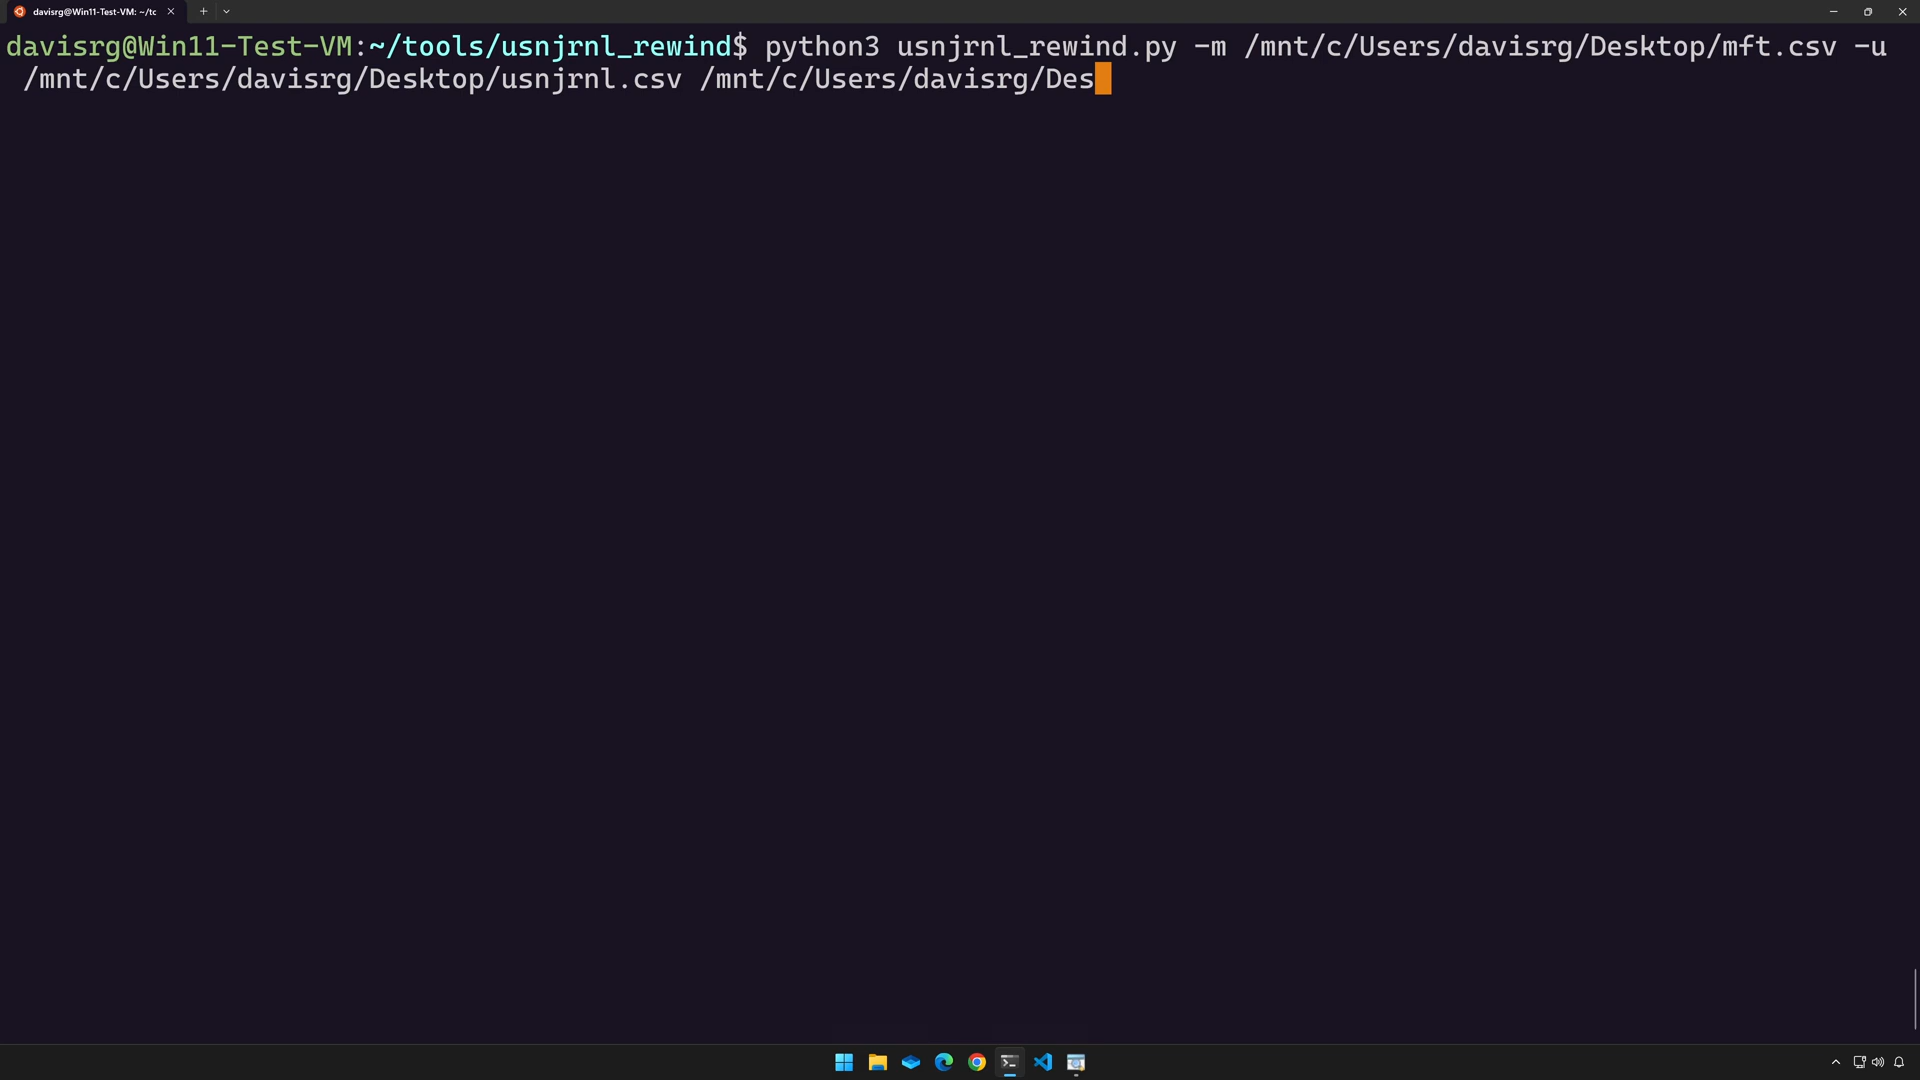 davisrg@Win11-Test-VM: ~/tc
davisrg@Win11-Test-VM:~/tools/usnjrnl_rewind$ python3 usnjrnl_rewind.py -m /mnt/c/Users/davisrg/Desktop/mft.csv -u
/mnt/c/Users/davisrg/Desktop/usnjrnl.csv /mnt/c/Users/davisrg/Des